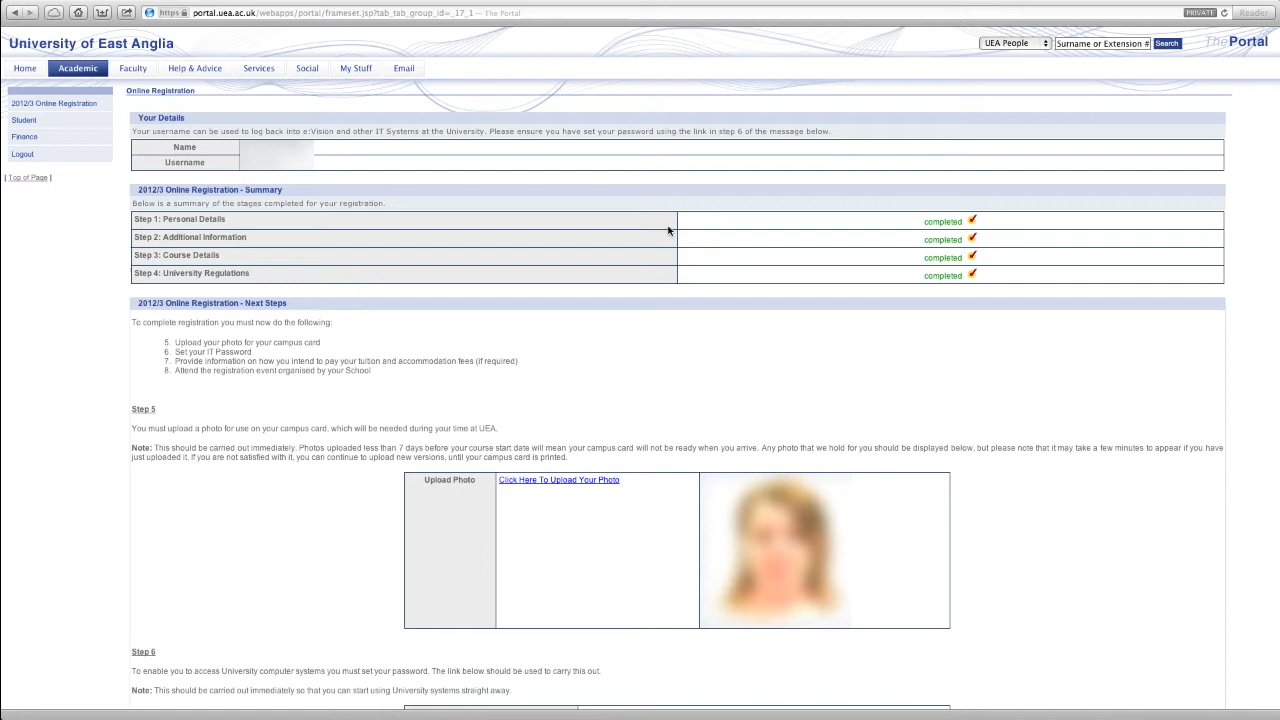 https portal.uea.ac.uk/webapps/portal/frameset.jsp?tab_tab_group_id=_17_1 — The Portal PRIVATE Reader
University of East Anglia UEA People Surname or Extension # Search The Portal
Home Academic Faculty Help & Advice Services Social My Stuff Email
Online Registration
2012/3 Online Registration
Student
Finance
Logout
[ Top of Page ]
Your Details
Your username can be used to log back into e:Vision and other IT Systems at the University. Please ensure you have set your password using the link in step 6 of the message below.
Name
Username
2012/3 Online Registration - Summary
Below is a summary of the stages completed for your registration.
Step 1: Personal Details completed
Step 2: Additional Information completed
Step 3: Course Details completed
Step 4: University Regulations completed
2012/3 Online Registration - Next Steps
To complete registration you must now do the following:
5. Upload your photo for your campus card
6. Set your IT Password
7. Provide information on how you intend to pay your tuition and accommodation fees (if required)
8. Attend the registration event organised by your School
Step 5
You must upload a photo for use on your campus card, which will be needed during your time at UEA.
Note: This should be carried out immediately. Photos uploaded less than 7 days before your course start date will mean your campus card will not be ready when you arrive. Any photo that we hold for you should be displayed below, but please note that it may take a few minutes to appear if you have
just uploaded it. If you are not satisfied with it, you can continue to upload new versions, until your campus card is printed.
Upload Photo Click Here To Upload Your Photo
Step 6
To enable you to access University computer systems you must set your password. The link below should be used to carry this out.
Note: This should be carried out immediately so that you can start using University systems straight away.